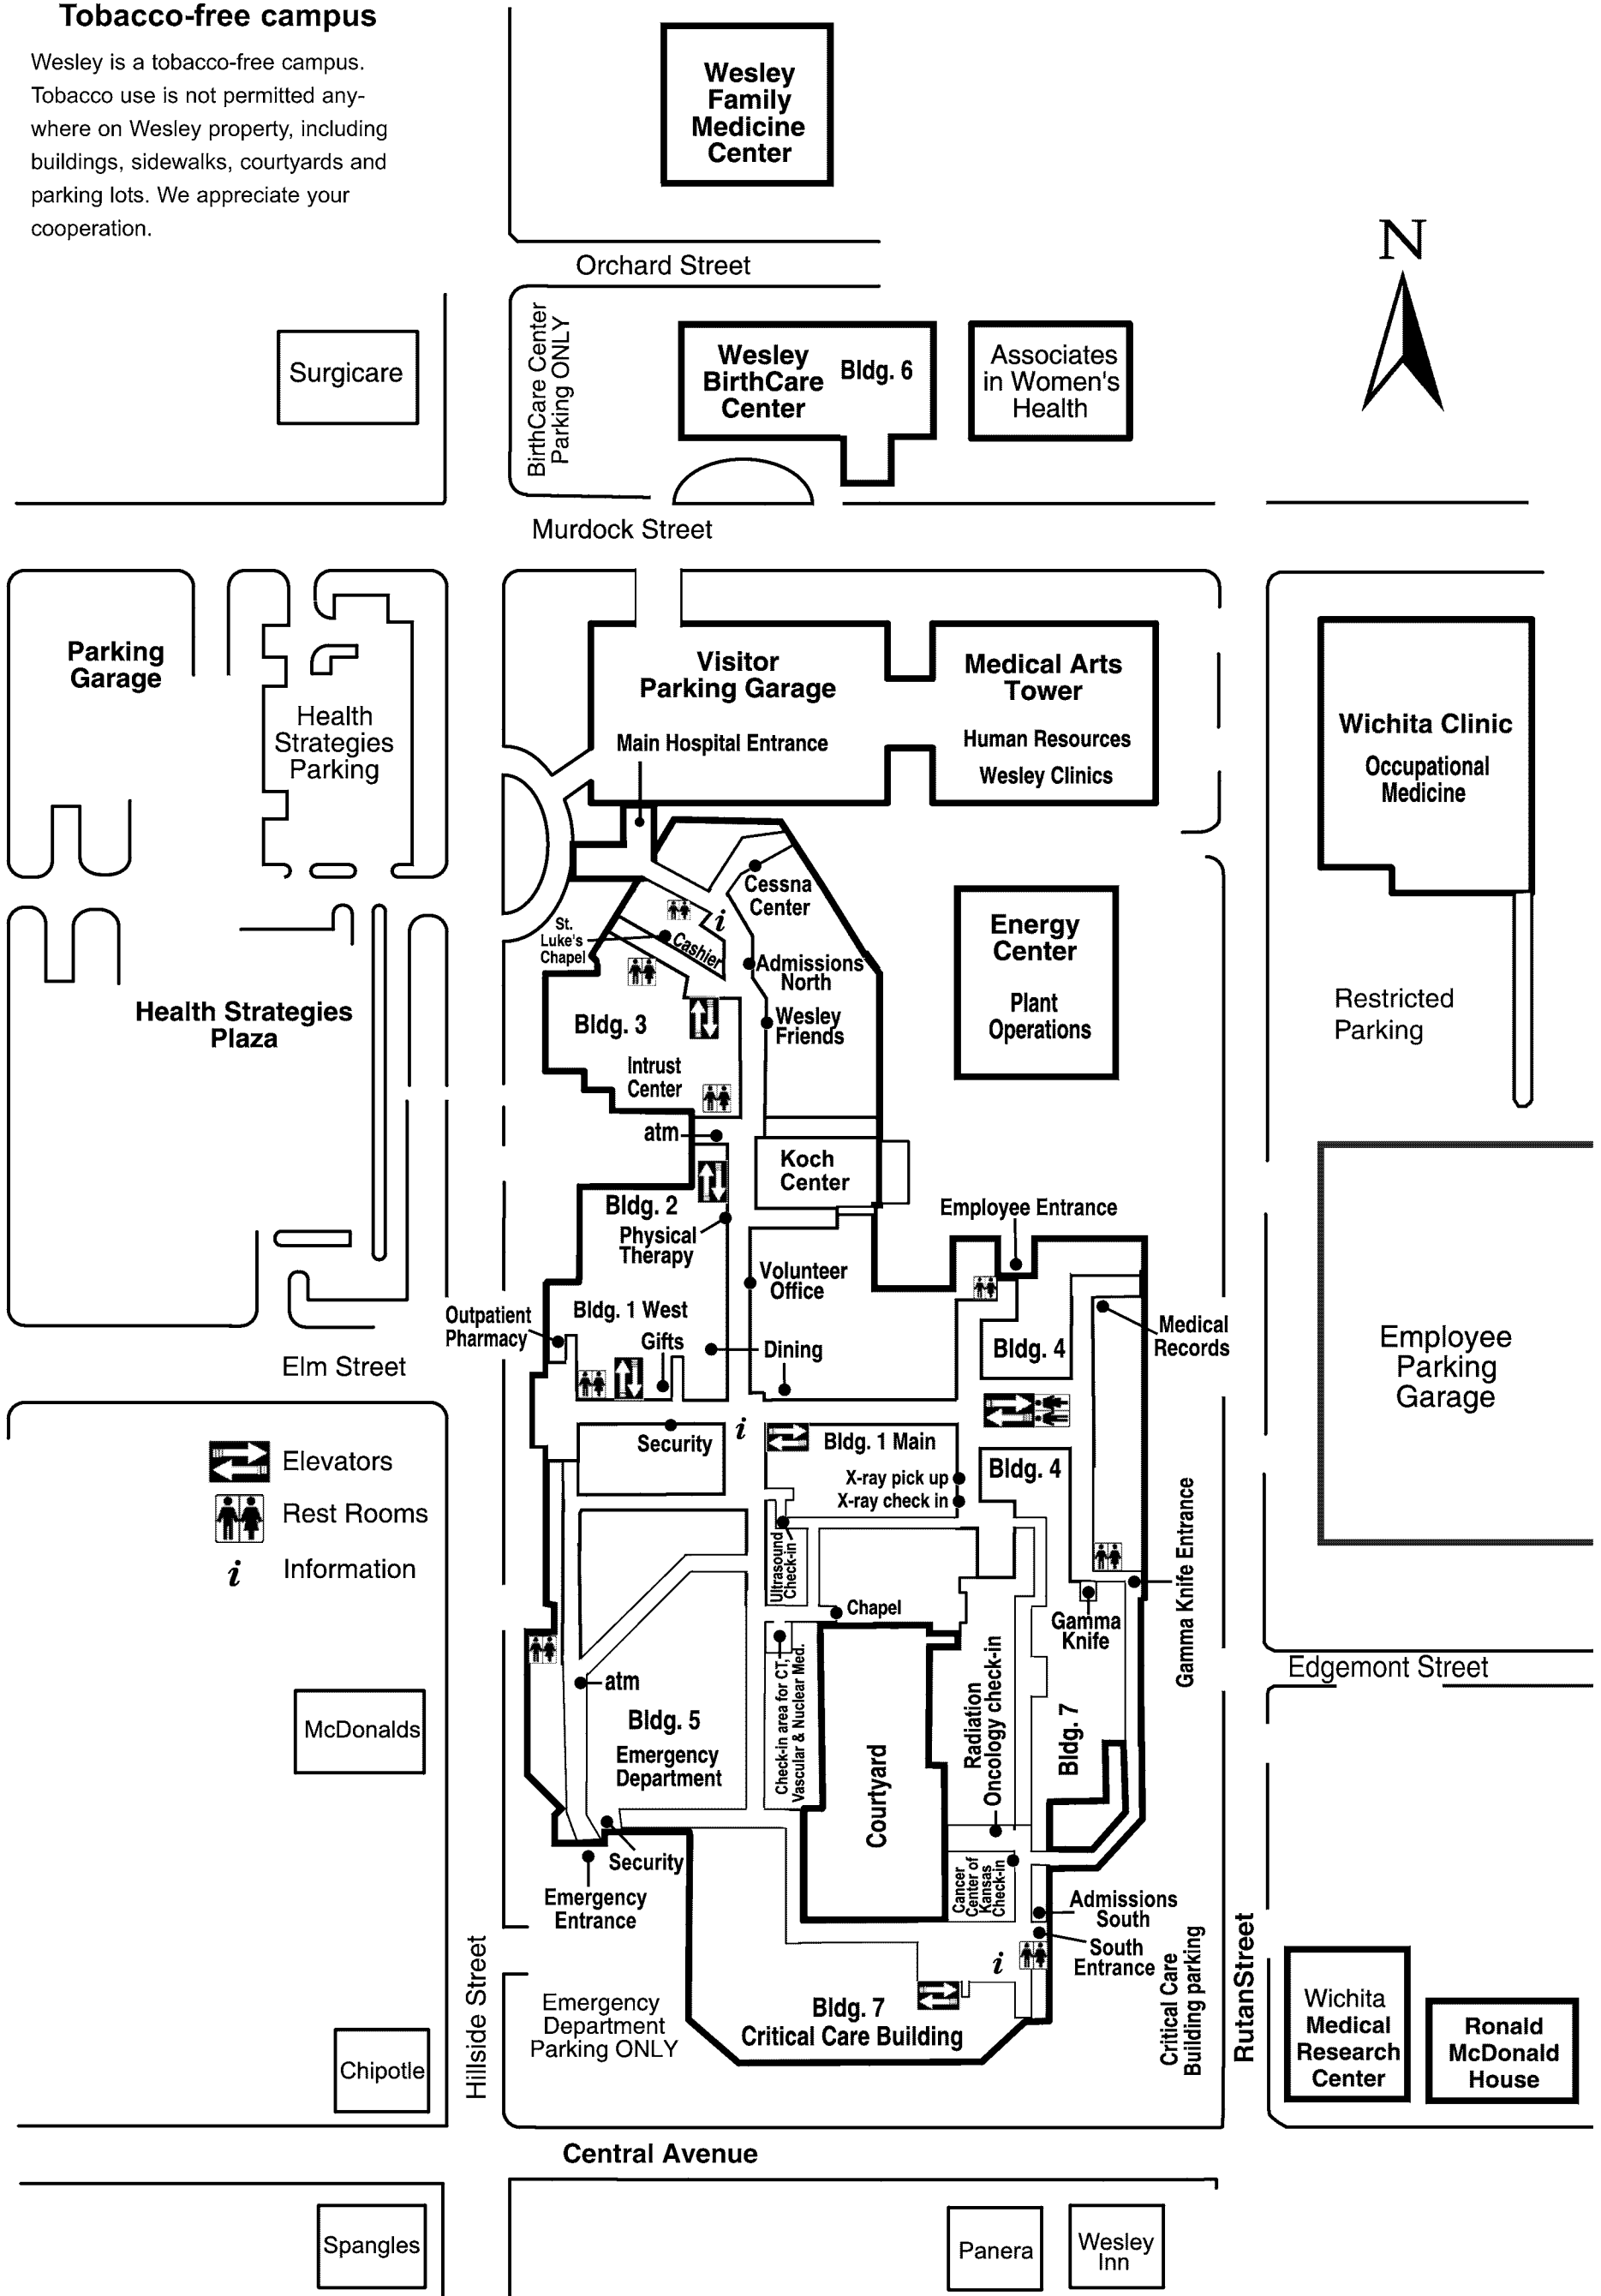 Tobacco-free campus
Wesley is a tobacco-free campus.
Tobacco use is not permitted any-
where on Wesley property, including
buildings, sidewalks, courtyards and
parking lots. We appreciate your
cooperation.
Wesley
Family
Medicine
Center
N
Orchard Street
BirthCare Center
Parking ONLY
Surgicare
Wesley
BirthCare
Center
Bldg. 6
Associates
in Women's
Health
Murdock Street
Parking
Garage
Health
Strategies
Parking
Visitor
Parking Garage
Main Hospital Entrance
Medical Arts
Tower
Human Resources
Wesley Clinics
Wichita Clinic
Occupational
Medicine
Cessna
Center
i
St.
Luke's
Chapel
Cashier
Admissions
North
Wesley
Friends
Energy
Center
Plant
Operations
Restricted
Parking
Health Strategies
Plaza
Bldg. 3
Intrust
Center
atm
Koch
Center
Bldg. 2
Physical
Therapy
Employee Entrance
Volunteer
Office
Outpatient
Pharmacy
Bldg. 1 West
Gifts
Dining
Bldg. 4
Medical
Records
Employee
Parking
Garage
Elm Street
Elevators
Rest Rooms
i
Information
Security
i
Bldg. 1 Main
X-ray pick up
X-ray check in
Bldg. 4
Ultrasound
Check-in
Chapel
Gamma Knife Entrance
Gamma
Knife
Edgemont Street
McDonalds
atm
Bldg. 5
Emergency
Department
Check-in area for CT,
Vascular & Nuclear Med.
Courtyard
Radiation
Oncology check-in
Bldg. 7
Security
Emergency
Entrance
Cancer
Center of
Kansas
Check-in
Admissions
South
South
Entrance
i
Critical Care
Building parking
RutanStreet
Hillside Street
Emergency
Department
Parking ONLY
Bldg. 7
Critical Care Building
Wichita
Medical
Research
Center
Ronald
McDonald
House
Chipotle
Central Avenue
Spangles
Panera
Wesley
Inn